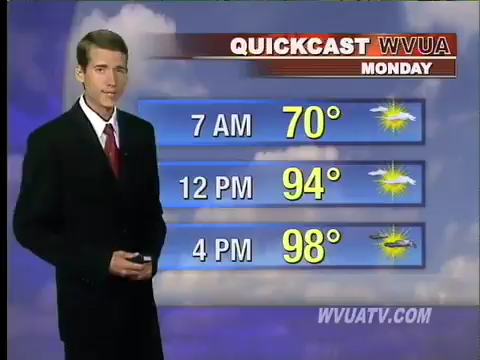 QUICKCAST WVUA
MONDAY
7 AM 70°
12 PM 94°
4 PM 98°
WVUATV.COM